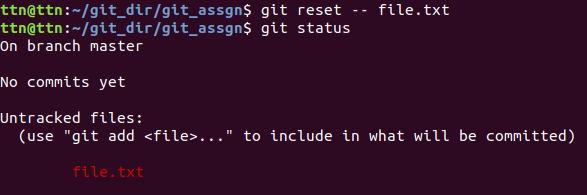 ttn@ttn:~/git_dir/git_assgn$ git reset -- file.txt
ttn@ttn:~/git_dir/git_assgn$ git status
On branch master
No commits yet
Untracked files:
(use "git add <file>..." to include in what will be committed)
file.txt